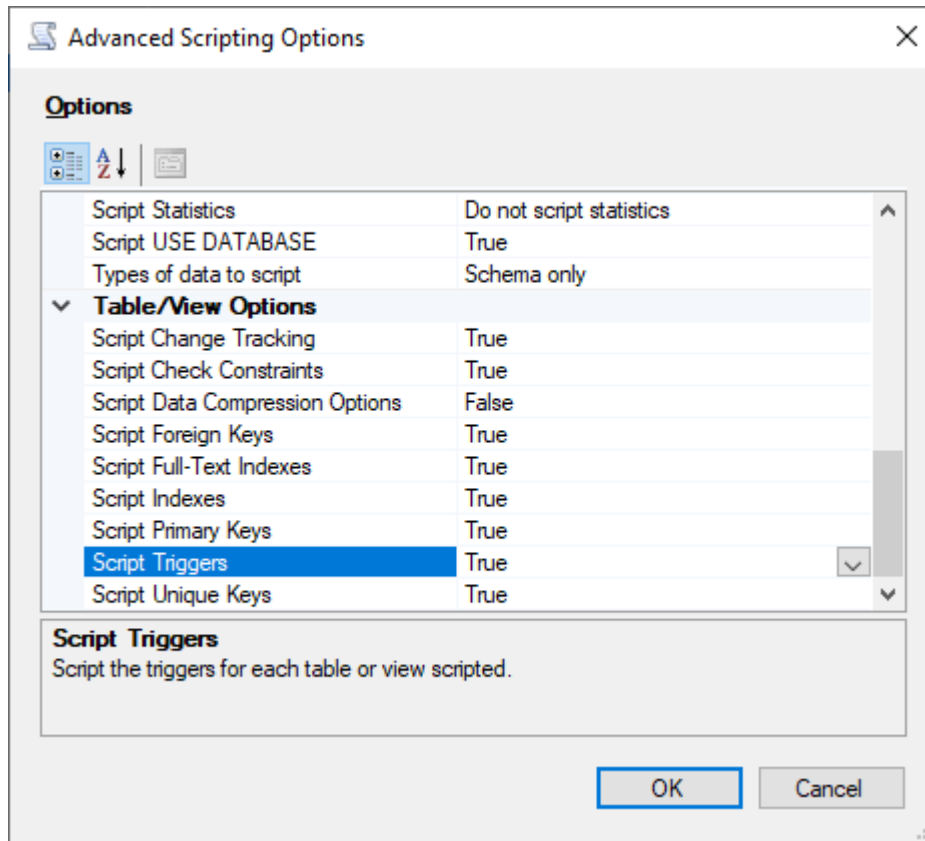 Advanced Scripting Options
Options
Script Statistics Do not script statistics
Script USE DATABASE True
Types of data to script Schema only
Table/View Options
Script Change Tracking True
Script Check Constraints True
Script Data Compression Options False
Script Foreign Keys True
Script Full-Text Indexes True
Script Indexes True
Script Primary Keys True
Script Triggers True
Script Unique Keys True
Script Triggers
Script the triggers for each table or view scripted.
OK Cancel